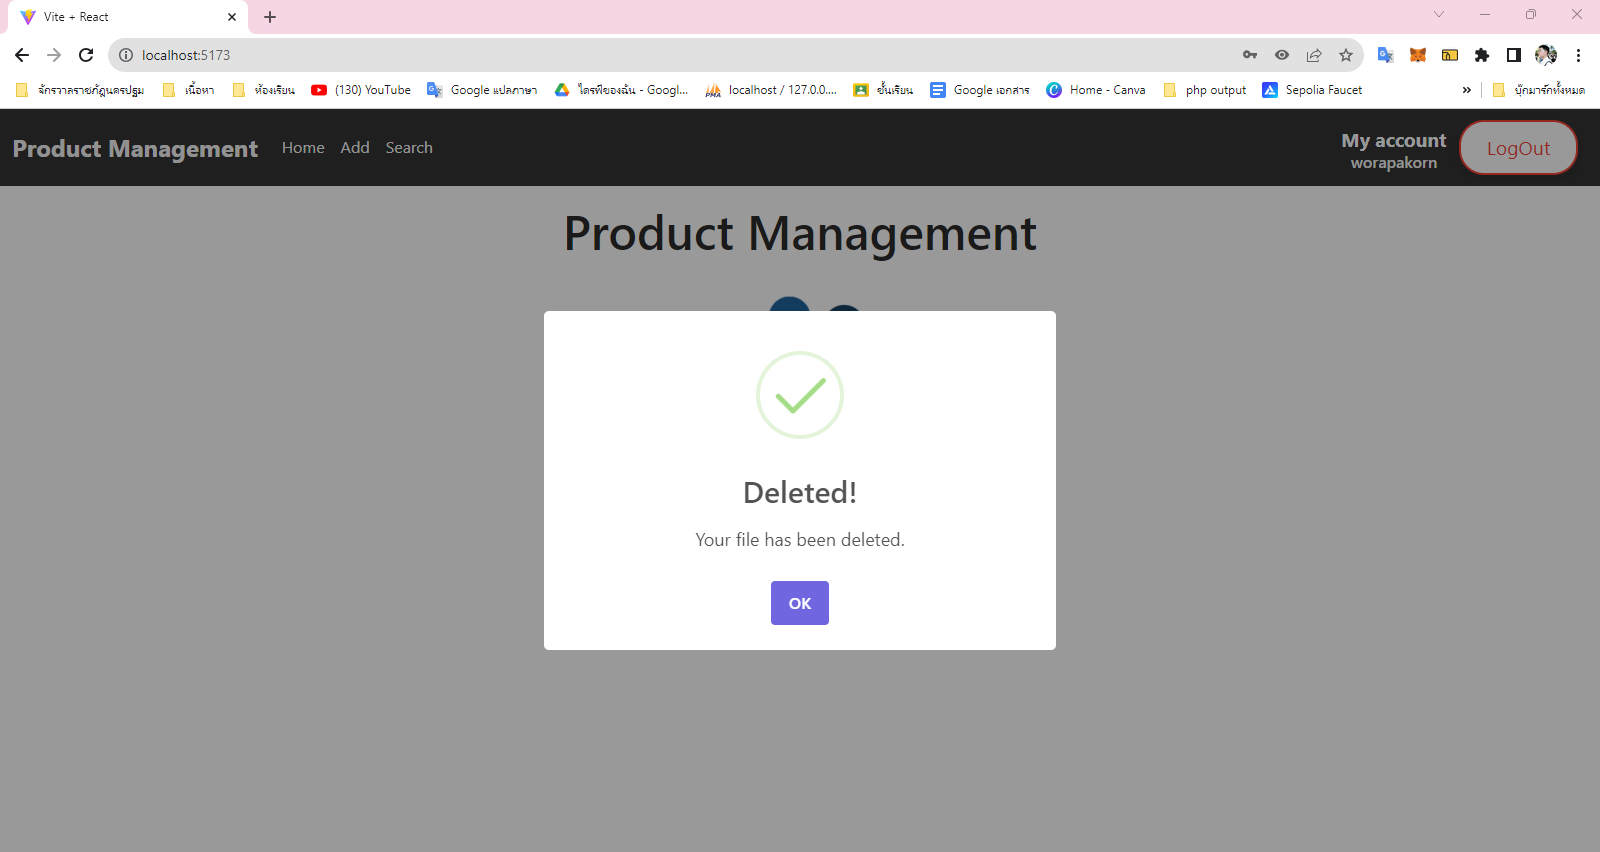 Vite + React
localhost:5173
จักรวาลราชภัฏนครปฐม
เนื้อหา
ห้องเรียน
(130) YouTube
Google แปลภาษา
ไดรฟ์ของฉัน - Googl...
PMA
localhost / 127.0.0....
ชั้นเรียน
Google เอกสาร
Home - Canva
php output
Sepolia Faucet
»
บุ๊กมาร์กทั้งหมด
Product Management
Home
Add
Search
My account
worapakorn
LogOut
Product Management
Deleted!
Your file has been deleted.
OK